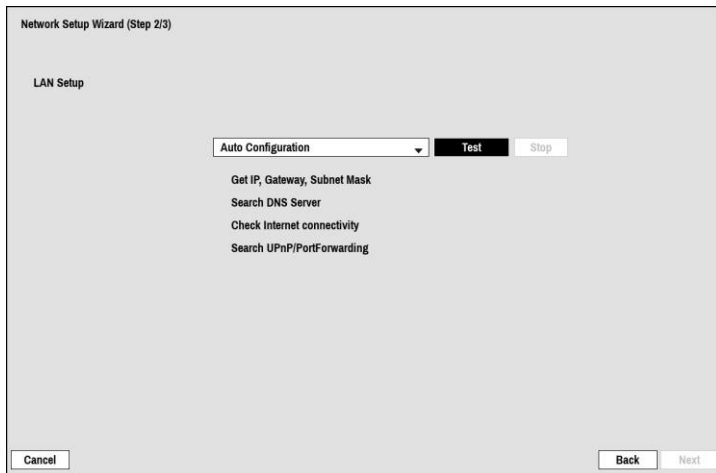 Network Setup Wizard (Step 2/3)
LAN Setup
Auto Configuration Test Stop
Get IP, Gateway, Subnet Mask
Search DNS Server
Check Internet connectivity
Search UPnP/PortForwarding
Cancel Back Next